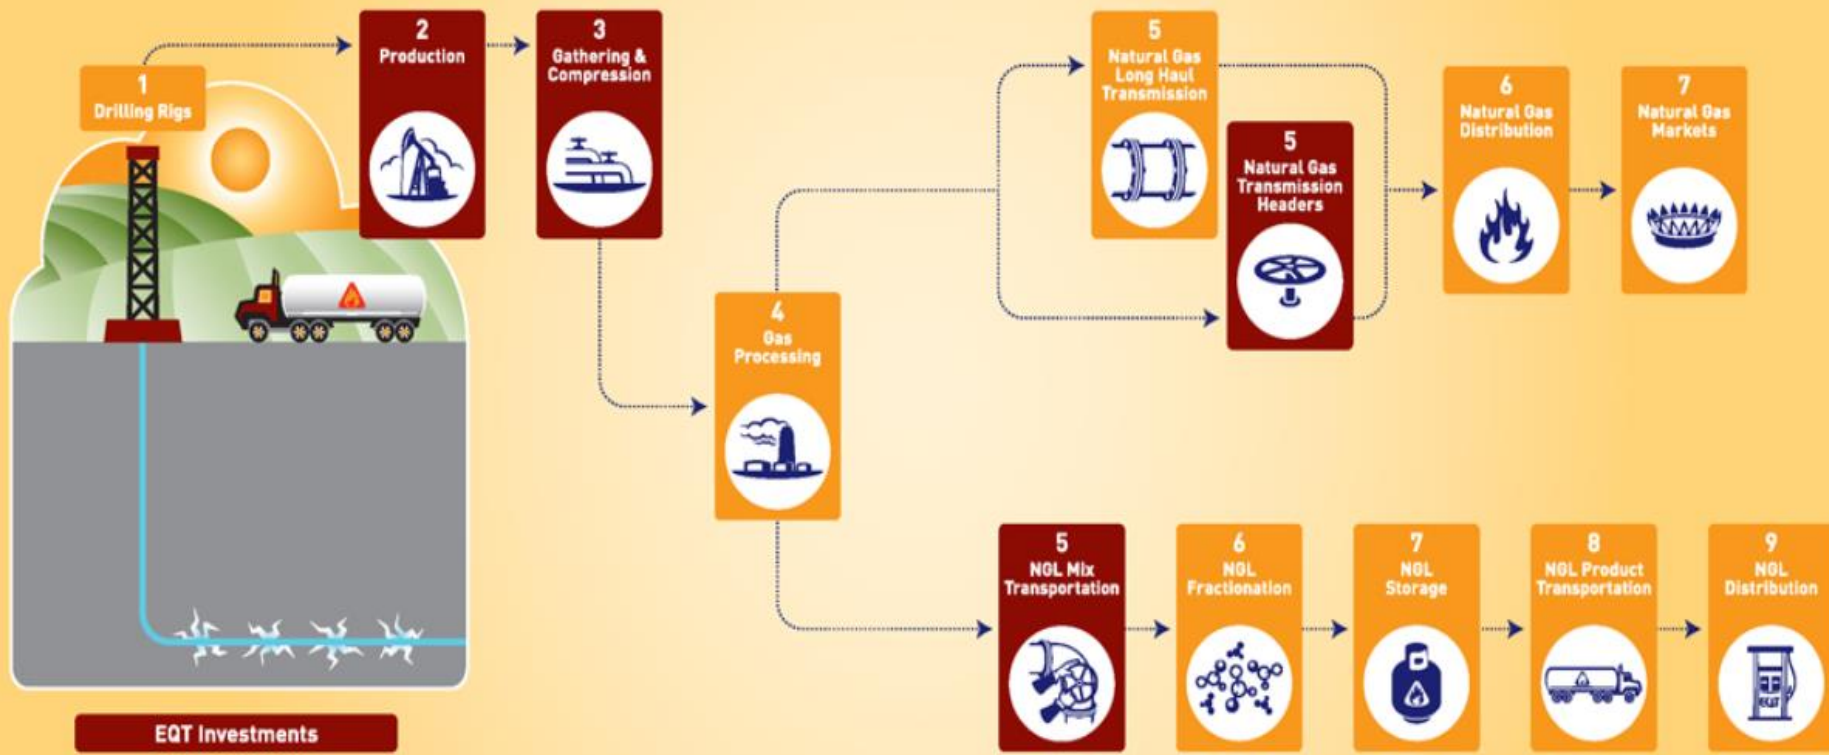 1
Drilling Rigs
2
Production
3
Gathering &
Compression
4
Gas
Processing
5
Natural Gas
Long Haul
Transmission
5
Natural Gas
Transmission
Headers
6
Natural Gas
Distribution
7
Natural Gas
Markets
5
NGL Mix
Transportation
6
NGL
Fractionation
7
NGL
Storage
8
NGL Product
Transportation
9
NGL
Distribution
EQT
EQT Investments